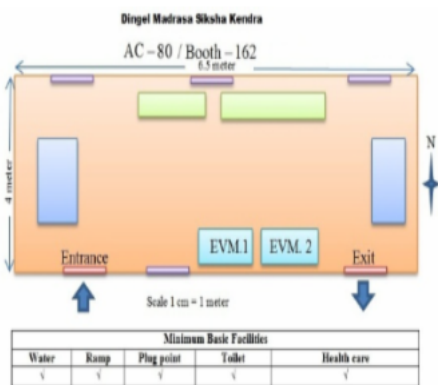 Dingel Madrasa Siksha Kendra
AC – 80 / Booth – 162
6.5 meter
4 meter
N
EVM.1 EVM. 2
Entrance Exit
Scale 1 cm = 1 meter
Minimum Basic Facilities
Water Ramp Plug point Toilet Health care
√ √ √ √ √